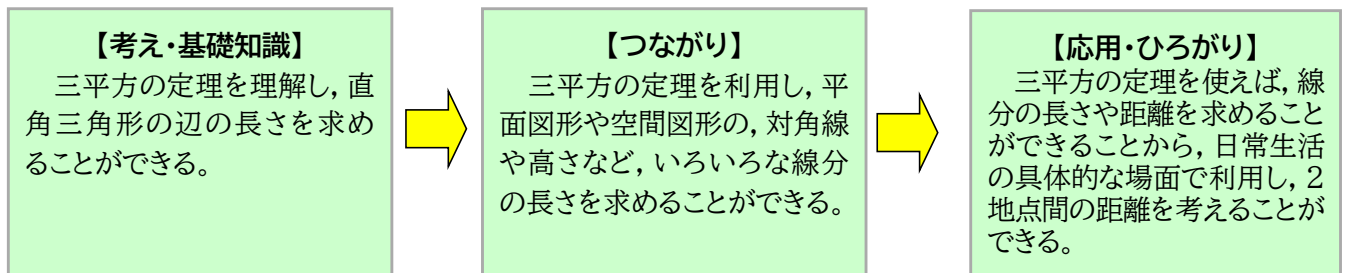 【考え・基礎知識】
三平方の定理を理解し，直
角三角形の辺の長さを求め
ることができる。
【つながり】
三平方の定理を利用し，平
面図形や空間図形の，対角線
や高さなど，いろいろな線分
の長さを求めることができる。
【応用・ひろがり】
三平方の定理を使えば，線
分の長さや距離を求めること
ができることから，日常生活
の具体的な場面で利用し，２
地点間の距離を考えることが
できる。